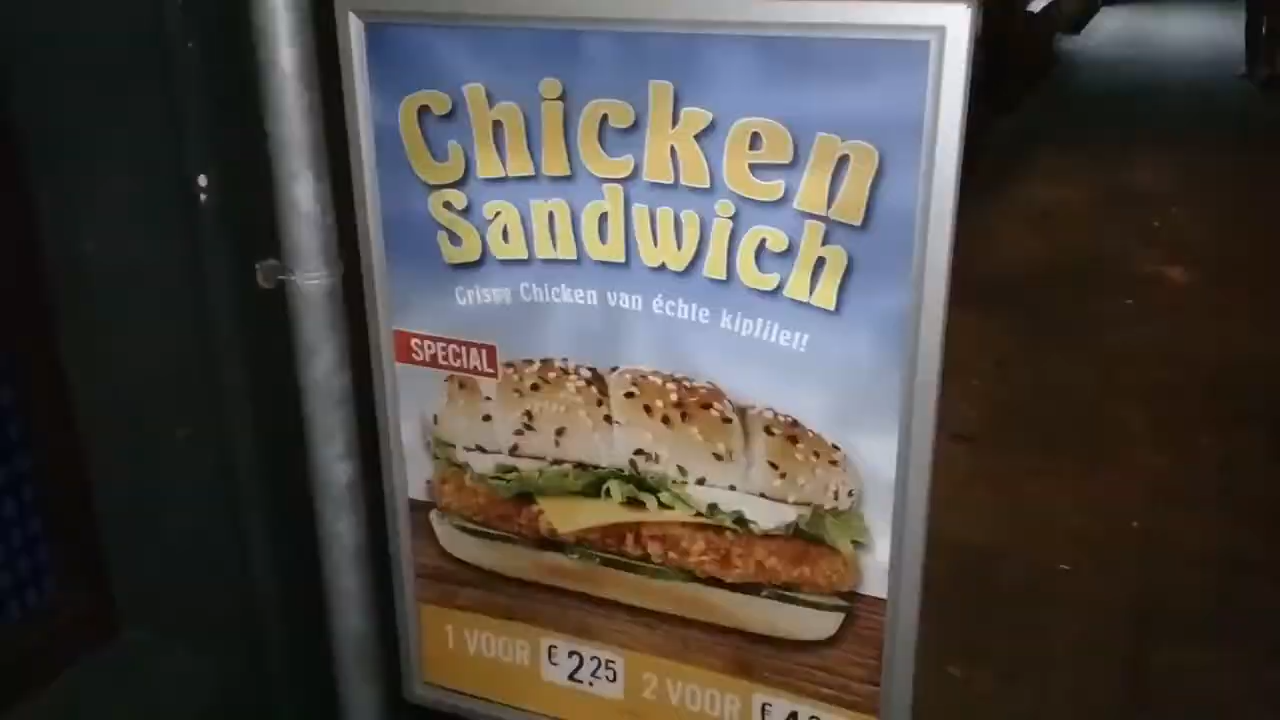 Chicken
Sandwich
Crispy Chicken van échte kipfilet!
SPECIAL
1 VOOR € 2.25 2 VOOR €